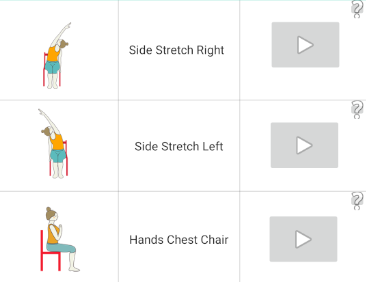 Side Stretch Right
Side Stretch Left
Hands Chest Chair